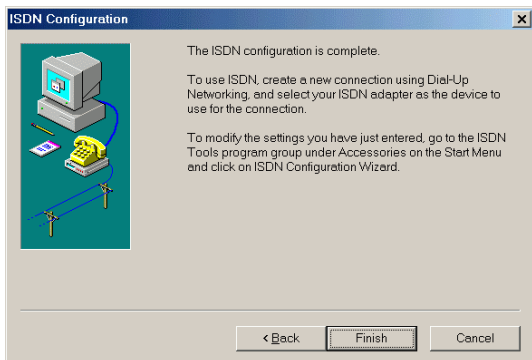 ISDN Configuration
The ISDN configuration is complete.
To use ISDN, create a new connection using Dial-Up
Networking, and select your ISDN adapter as the device to
use for the connection.
To modify the settings you have just entered, go to the ISDN
Tools program group under Accessories on the Start Menu
and click on ISDN Configuration Wizard.
< Back
Finish
Cancel